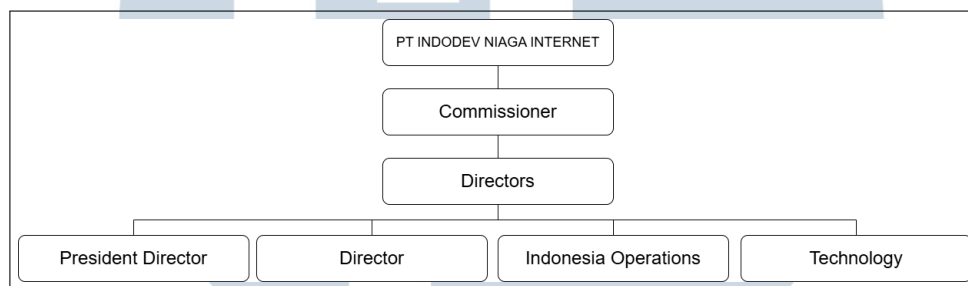 PT INDODEV NIAGA INTERNET
Commissioner
Directors
President Director
Director
Indonesia Operations
Technology